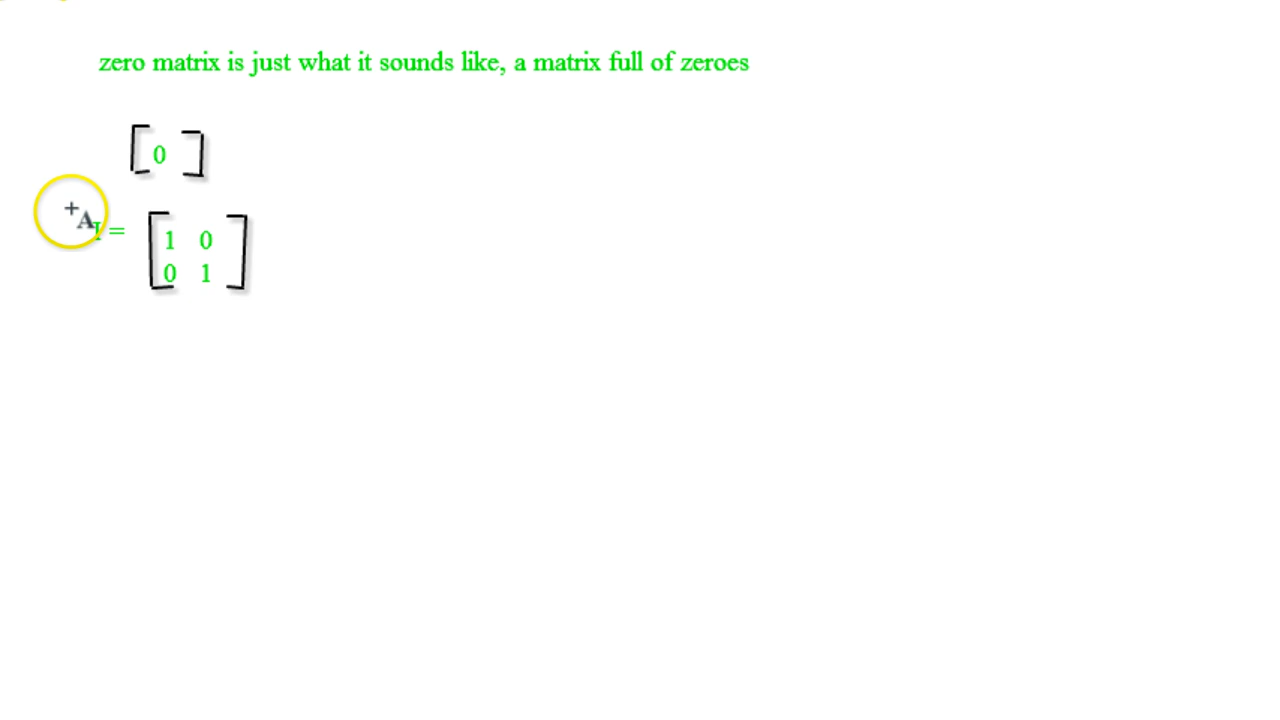 zero matrix is just what it sounds like, a matrix full of zeroes
[ 0 ]
I =
1 0
0 1